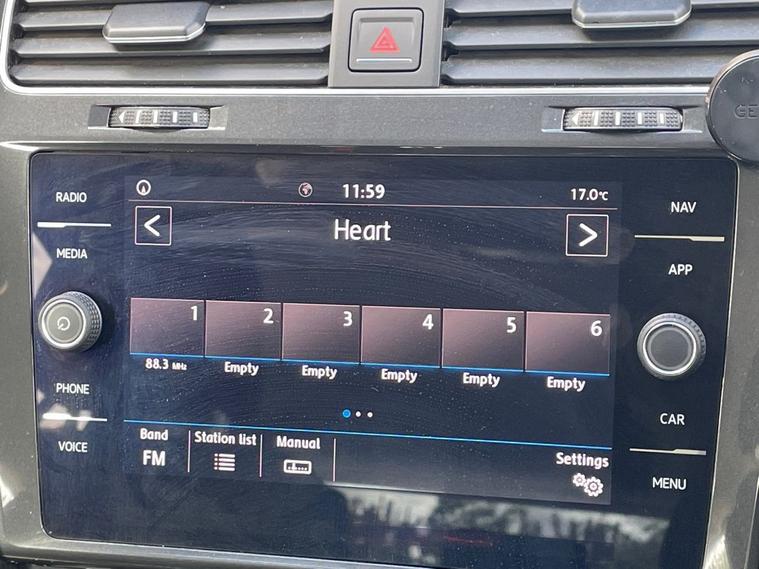 RADIO
MEDIA
PHONE
VOICE
11:59
17.0°C
Heart
1
2
3
4
5
6
88.3 MHz
Empty
Empty
Empty
Empty
Empty
Band
FM
Station list
Manual
Settings
NAV
APP
CAR
MENU